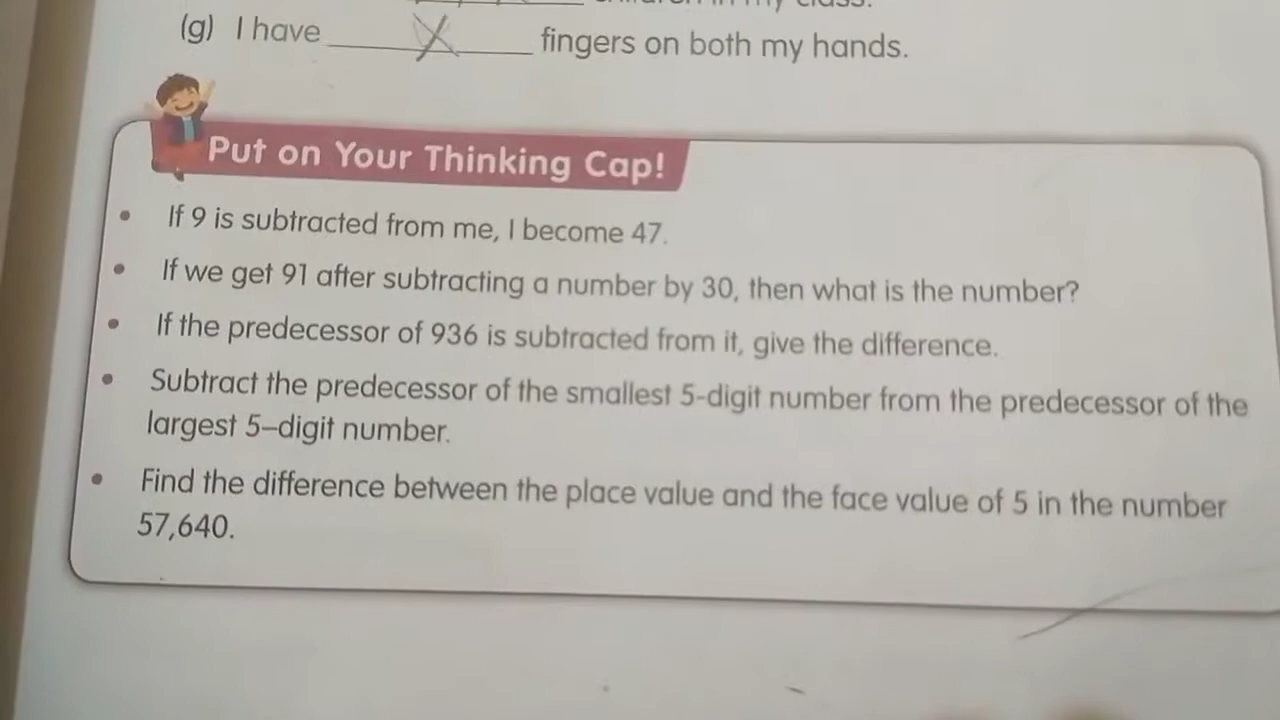 children in my class.
(g) I have X fingers on both my hands.
Put on Your Thinking Cap!
• If 9 is subtracted from me, I become 47.
• If we get 91 after subtracting a number by 30, then what is the number?
• If the predecessor of 936 is subtracted from it, give the difference.
• Subtract the predecessor of the smallest 5-digit number from the predecessor of the
largest 5–digit number.
• Find the difference between the place value and the face value of 5 in the number
57,640.